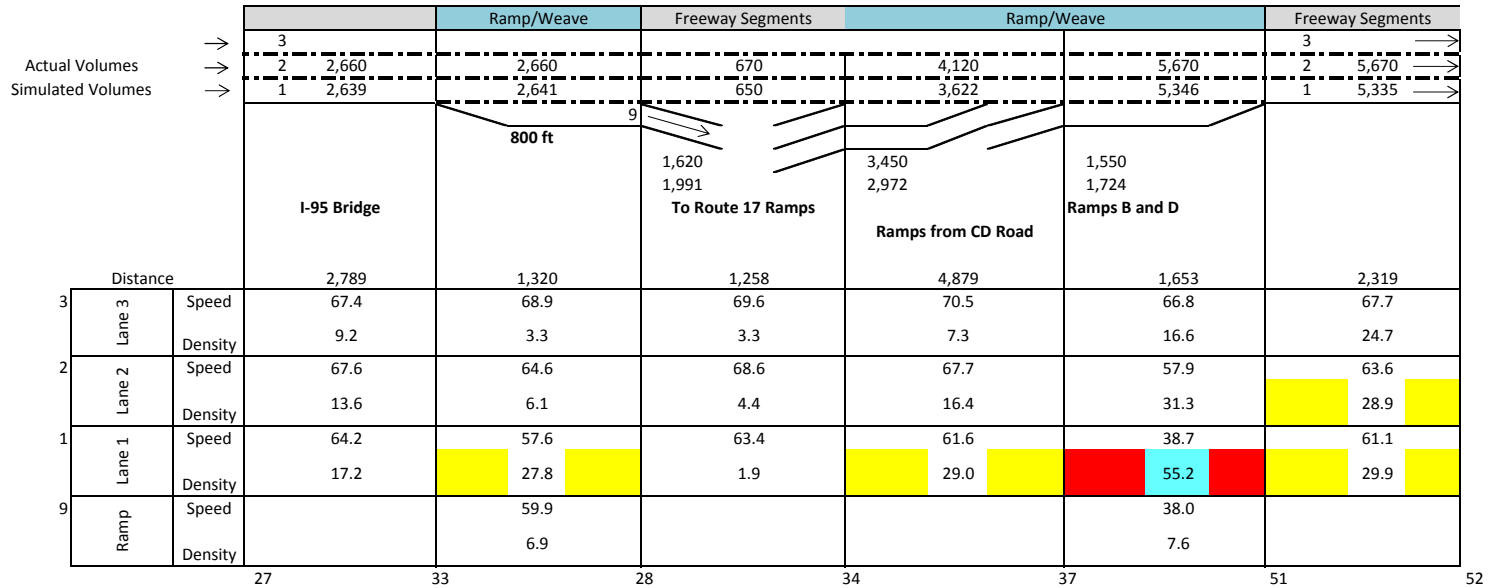 Ramp/Weave Freeway Segments Ramp/Weave Freeway Segments
→ 3 3 →
Actual Volumes → 2 2,660 2,660 670 4,120 5,670 2 5,670 →
Simulated Volumes → 1 2,639 2,641 650 3,622 5,346 1 5,335 →
9
800 ft
1,620 3,450 1,550
1,991 2,972 1,724
I-95 Bridge To Route 17 Ramps Ramps B and D
Ramps from CD Road
Distance 2,789 1,320 1,258 4,879 1,653 2,319
3 Lane 3 Speed 67.4 68.9 69.6 70.5 66.8 67.7
Density 9.2 3.3 3.3 7.3 16.6 24.7
2 Lane 2 Speed 67.6 64.6 68.6 67.7 57.9 63.6
Density 13.6 6.1 4.4 16.4 31.3 28.9
1 Lane 1 Speed 64.2 57.6 63.4 61.6 38.7 61.1
Density 17.2 27.8 1.9 29.0 55.2 29.9
9 Ramp Speed 59.9 38.0
Density 6.9 7.6
27 33 28 34 37 51 52